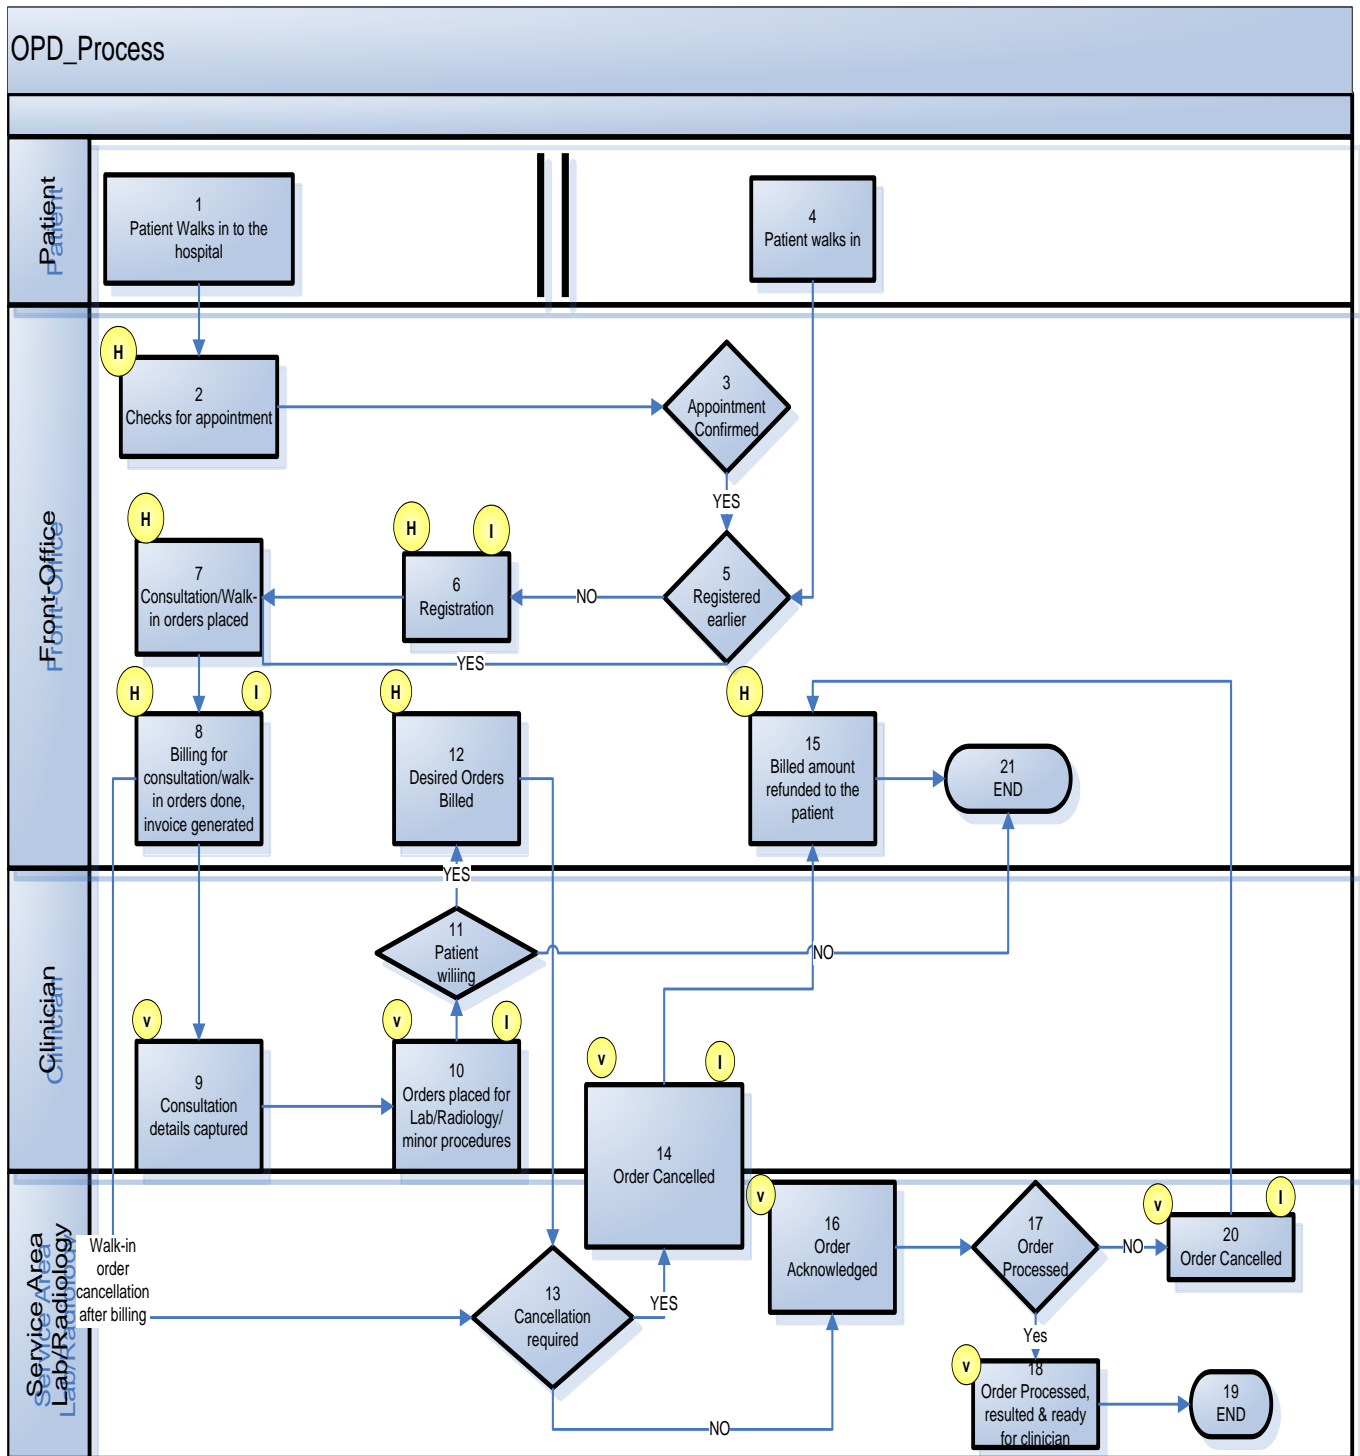 OPD_Process
Patient
1
Patient Walks in to the
hospital
4
Patient walks in
Front-Office
H
2
Checks for appointment
3
Appointment
Confirmed
YES
H
7
Consultation/Walk-
in orders placed
H
I
6
Registration
NO
5
Registered
earlier
YES
H
I
8
Billing for
consultation/walk-
in orders done,
invoice generated
H
12
Desired Orders
Billed
H
15
Billed amount
refunded to the
patient
21
END
Clinician
YES
11
Patient
wiliing
NO
v
9
Consultation
details captured
v
I
10
Orders placed for
Lab/Radiology/
minor procedures
v
I
14
Order Cancelled
Service Area
Lab/Radiology
Walk-in
order
cancellation
after billing
13
Cancellation
required
YES
NO
v
16
Order
Acknowledged
17
Order
Processed
NO
v
I
20
Order Cancelled
Yes
v
18
Order Processed,
resulted & ready
for clinician
19
END